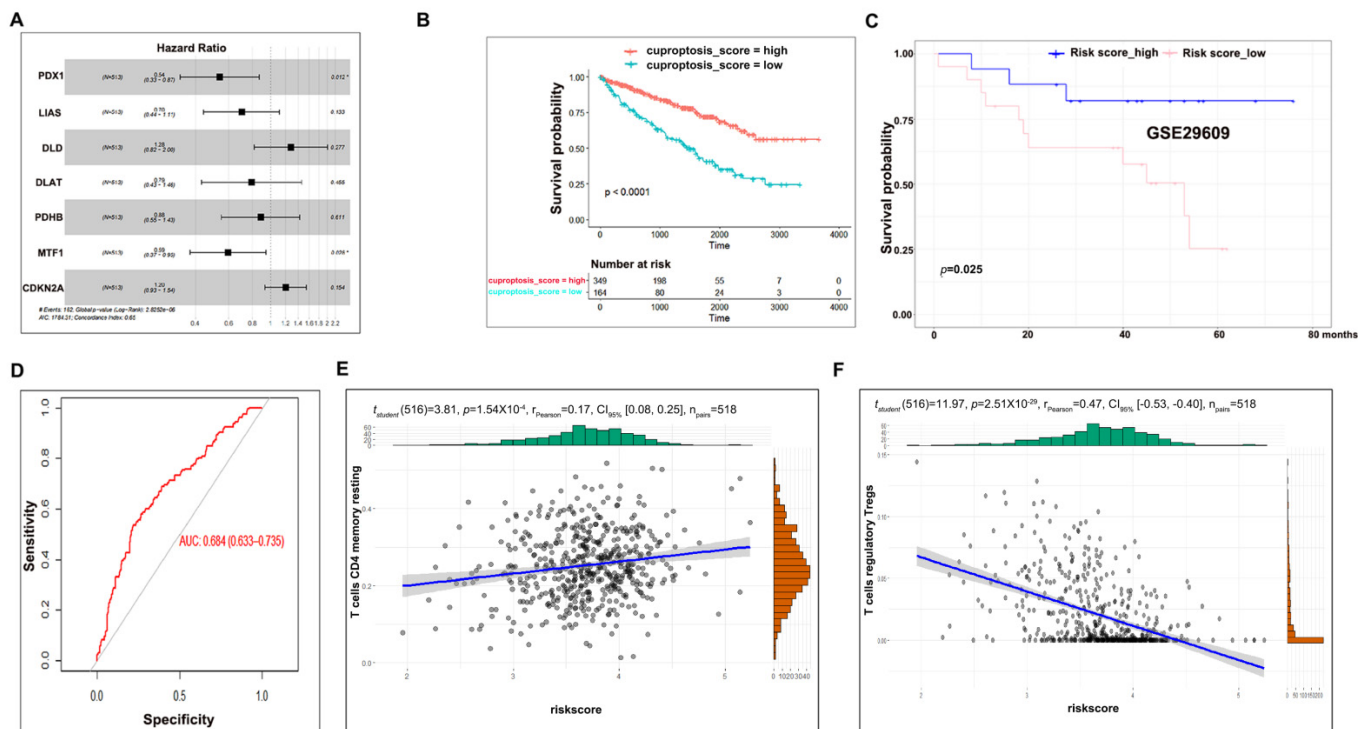 A
Hazard Ratio
PDX1 (N=513) 0.54 (0.33 – 0.87) 0.012 *
LIAS (N=513) 0.70 (0.44 – 1.11) 0.133
DLD (N=513) 1.28 (0.82 – 2.00) 0.277
DLAT (N=513) 0.79 (0.43 – 1.46)
PDHB (N=513) 0.88 (0.55 – 1.43) 0.611
MTF1 (N=513) 0.59 (0.37 – 0.95)
CDKN2A (N=513) 0.154
# Events: 192, Global p-value (Log-Rank): 2.8252e-06
AIC: 1784.31; Concordance Index: 0.65
0.4 0.6 0.8 1 1.2 1.4 1.6 1.8 2 2.2
B
cuproptosis_score = high
cuproptosis_score = low
Survival probability
1.00
0.75
0.50
0.25
0.00
p < 0.0001
0 1000 2000 3000 4000
Time
Number at risk
cuproptosis_score = high 349 198 55 7 0
cuproptosis_score = low 164 80 24 3 0
0 1000 2000 3000 4000
Time
C
Risk score_high Risk score_low
GSE29609
Survival probability
1.00
0.75
0.50
0.25
0.00
p=0.025
0 20 40 60 80 months
D
Sensitivity
1.0
0.8
0.6
0.4
0.2
0.0
AUC: 0.684 (0.633–0.735)
0.0 0.5 1.0
Specificity
E
tstudent (516)=3.81, p=1.54X10-4, rPearson=0.17, CI95% [0.08, 0.25], npairs=518
60
40
20
0
T cells CD4 memory resting
0.4
0.2
0.0
2 3 4 5
0 10203040
riskscore
F
tstudent (516)=11.97, p=2.51X10-29, rPearson=0.47, CI95% [-0.53, -0.40], npairs=518
60
40
20
0
T cells regulatory Tregs
0.15
0.10
0.00
2 3 4 5
riskscore